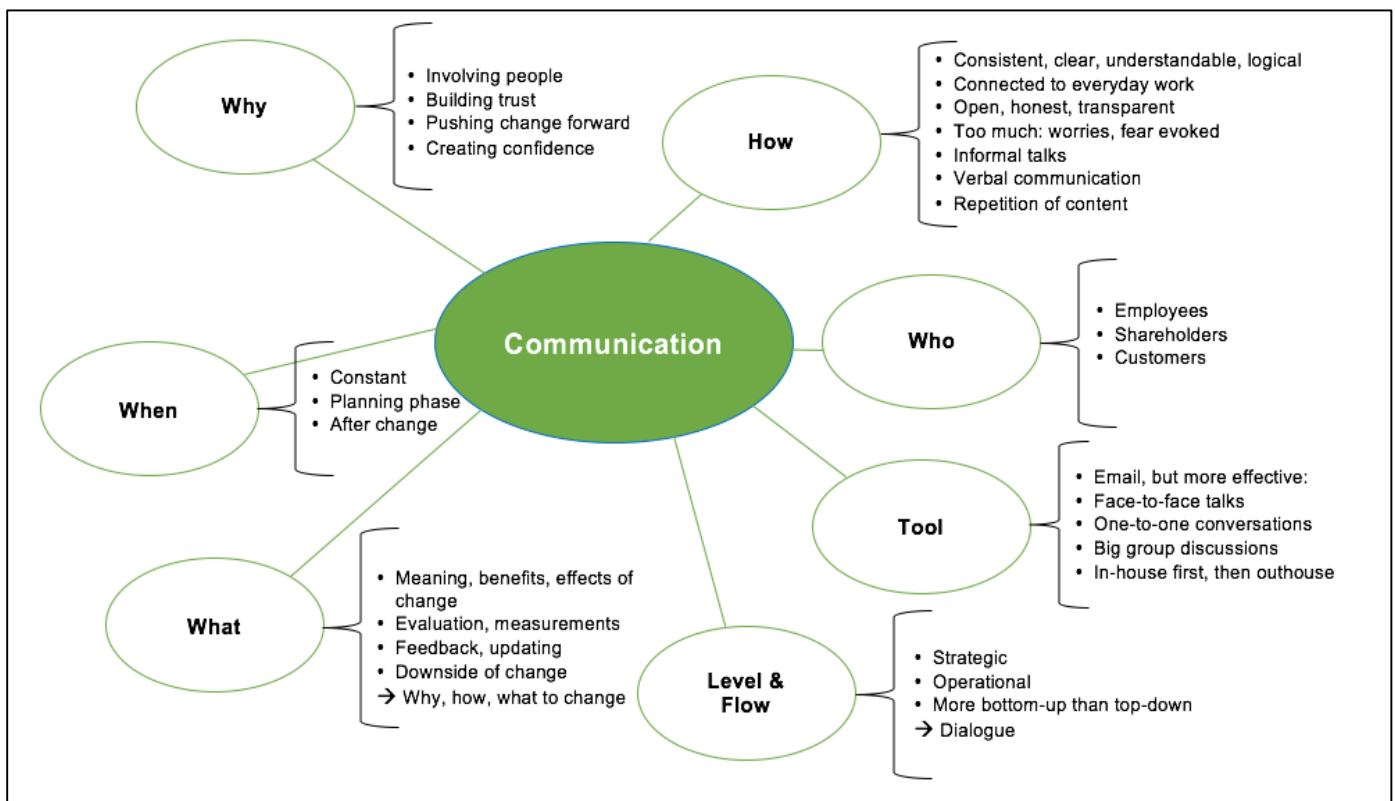 Why
• Involving people
• Building trust
• Pushing change forward
• Creating confidence
How
• Consistent, clear, understandable, logical
• Connected to everyday work
• Open, honest, transparent
• Too much: worries, fear evoked
• Informal talks
• Verbal communication
• Repetition of content
Communication
Who
• Employees
• Shareholders
• Customers
When
• Constant
• Planning phase
• After change
Tool
• Email, but more effective:
• Face-to-face talks
• One-to-one conversations
• Big group discussions
• In-house first, then outhouse
What
• Meaning, benefits, effects of
change
• Evaluation, measurements
• Feedback, updating
• Downside of change
→ Why, how, what to change
Level &
Flow
• Strategic
• Operational
• More bottom-up than top-down
→ Dialogue